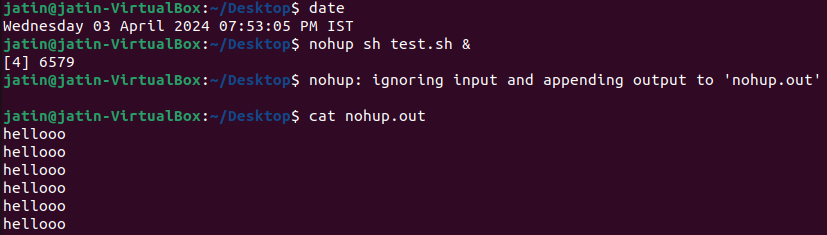 jatin@jatin-VirtualBox:~/Desktop$ date
Wednesday 03 April 2024 07:53:05 PM IST
jatin@jatin-VirtualBox:~/Desktop$ nohup sh test.sh &
[4] 6579
jatin@jatin-VirtualBox:~/Desktop$ nohup: ignoring input and appending output to 'nohup.out'
jatin@jatin-VirtualBox:~/Desktop$ cat nohup.out
hellooo
hellooo
hellooo
hellooo
hellooo
hellooo